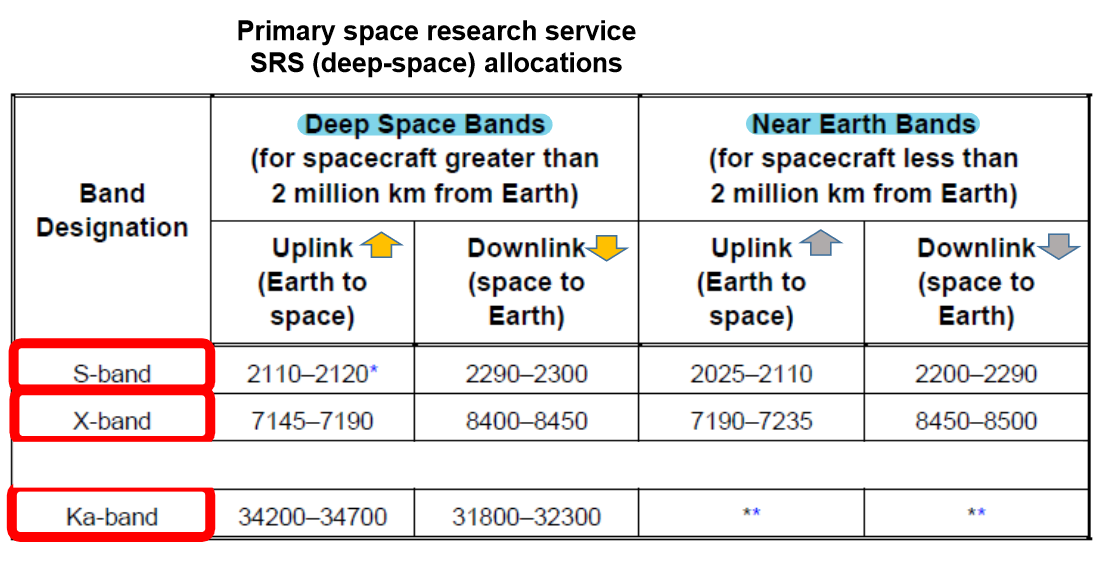 Primary space research service
SRS (deep-space) allocations
Band
Designation
Deep Space Bands
(for spacecraft greater than
2 million km from Earth)
Near Earth Bands
(for spacecraft less than
2 million km from Earth)
Uplink
(Earth to
space)
Downlink
(space to
Earth)
Uplink
(Earth to
space)
Downlink
(space to
Earth)
S-band 2110–2120* 2290–2300 2025–2110 2200–2290
X-band 7145–7190 8400–8450 7190–7235 8450–8500
Ka-band 34200–34700 31800–32300 ** **